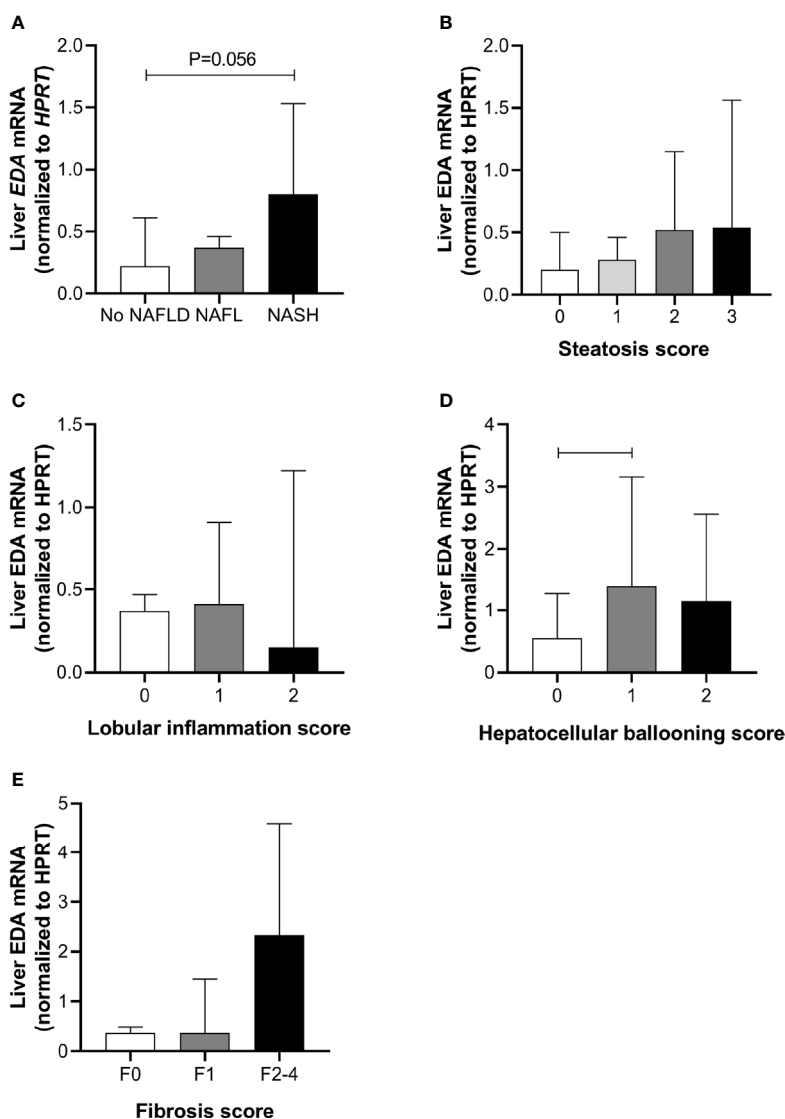 A
Liver EDA mRNA
(normalized to HPRT)
2.0
1.5
1.0
0.5
0.0
P=0.056
No NAFLD NAFL NASH
B
Liver EDA mRNA
(normalized to HPRT)
2.0
1.5
1.0
0.5
0.0
0 1 2 3
Steatosis score
C
Liver EDA mRNA
(normalized to HPRT)
1.5
1.0
0.5
0.0
0 1 2
Lobular inflammation score
D
Liver EDA mRNA
(normalized to HPRT)
4
3
2
1
0
0 1 2
Hepatocellular ballooning score
E
Liver EDA mRNA
(normalized to HPRT)
5
4
3
2
1
0
F0 F1 F2-4
Fibrosis score